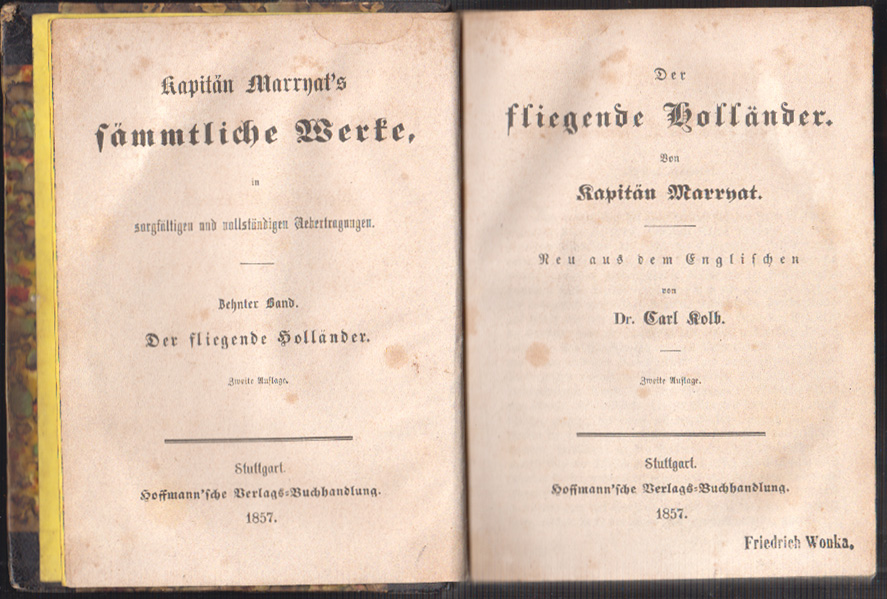 Kapitän Marryat's
sämmtliche Werke,
in
sorgfältigen und vollständigen Uebertragungen.
Zehnter Band.
Der fliegende Holländer.
Zweite Auflage.
Stuttgart.
Hoffmann'sche Verlags-Buchhandlung.
1857.
Der
fliegende Holländer.
Von
Kapitän Marryat.
Neu aus dem Englischen
von
Dr. Carl Kolb.
Zweite Auflage.
Stuttgart.
Hoffmann'sche Verlags-Buchhandlung.
1857.
Friedrich Wonka.